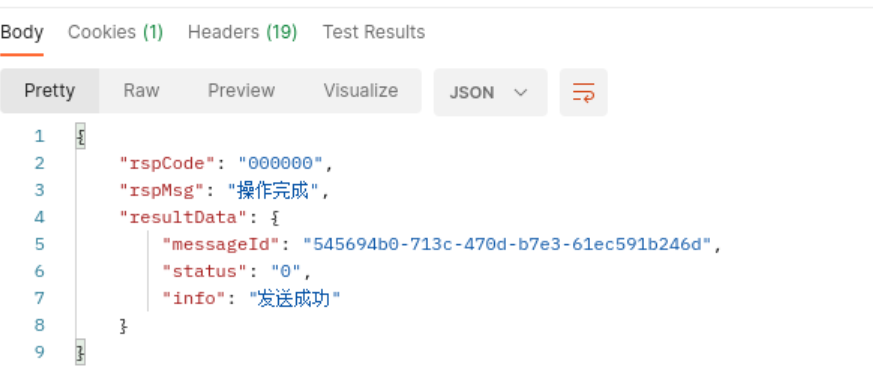 Body Cookies (1) Headers (19) Test Results
Pretty Raw Preview Visualize JSON
1 {
2 "rspCode": "000000",
3 "rspMsg": "操作完成",
4 "resultData": {
5 "messageId": "545694b0-713c-470d-b7e3-61ec591b246d",
6 "status": "0",
7 "info": "发送成功"
8 }
9 }